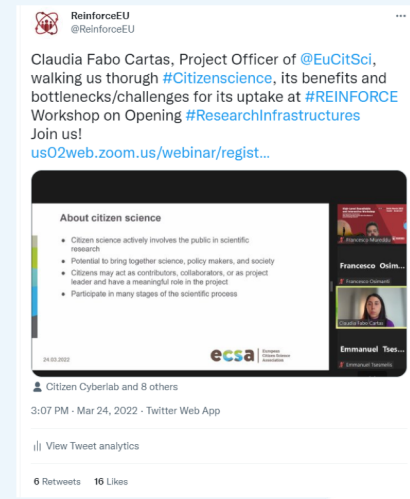 ReinforceEU
@ReinforceEU
Claudia Fabo Cartas, Project Officer of @EuCitSci,
walking us thorugh #Citizenscience, its benefits and
bottlenecks/challenges for its uptake at #REINFORCE
Workshop on Opening #ResearchInfrastructures
Join us!
us02web.zoom.us/webinar/regist...
About citizen science
Citizen science actively involves the public in scientific
research
Potential to bring together science, policy makers, and society
Citizens may act as contributors, collaborators, or as project
leader and have a meaningful role in the project
Participate in many stages of the scientific process
24.03.2022
ecsa
European
Citizen Science
Association
Francesco Osim...
Francesco Osimanti
Claudia Fabo Cartas
Emmanuel Tses...
Emmanuel Tsesmelis
Citizen Cyberlab and 8 others
3:07 PM · Mar 24, 2022 · Twitter Web App
View Tweet analytics
6 Retweets 16 Likes